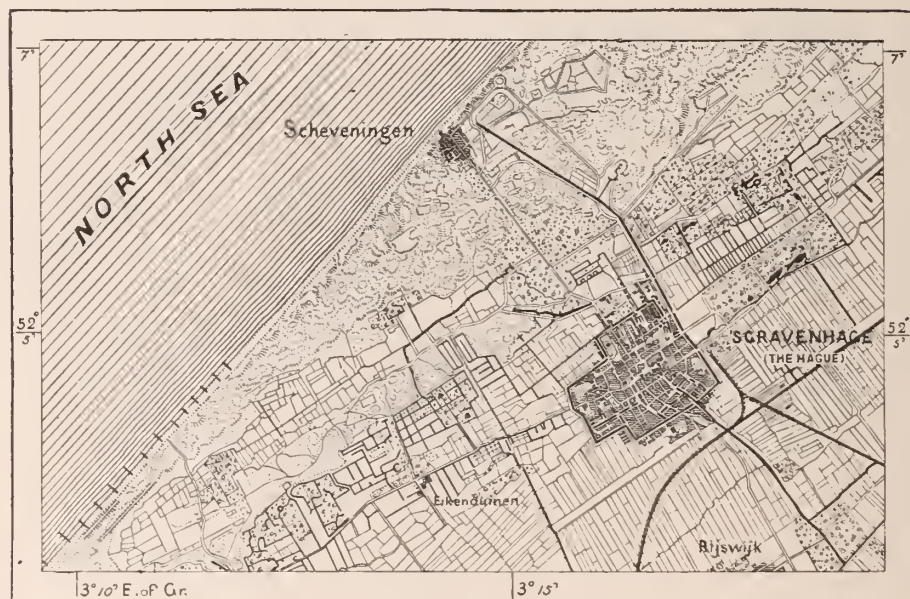 7'
7'
NORTH SEA
Scheveningen
52°
5'
SGRAVENHAGE
(THE HAGUE)
52°
5'
Eikenduinen
Rijswijk
3°10' E. of Gr.
3°15'